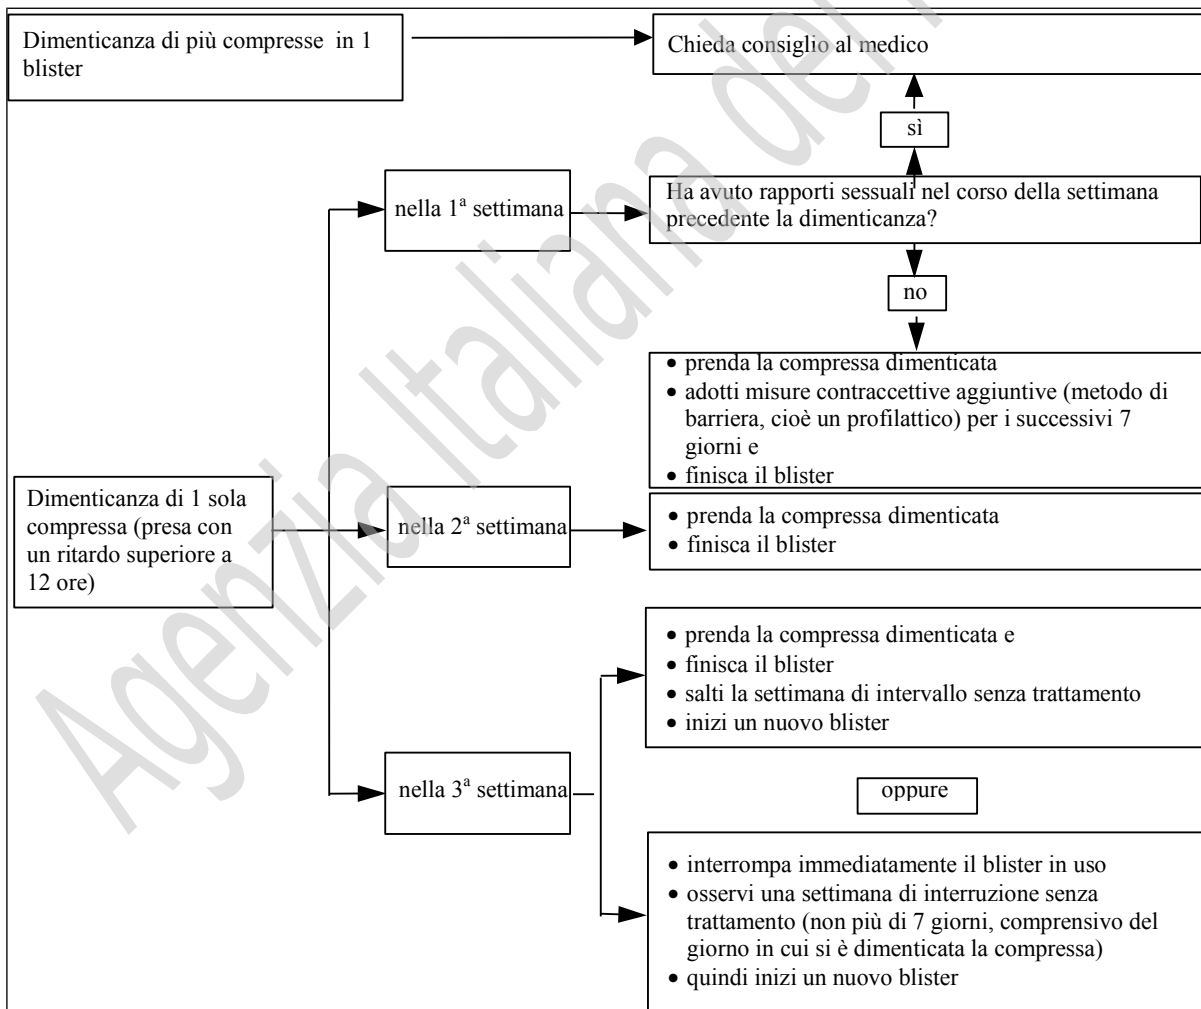 Dimenticanza di più compresse in 1
blister
Chieda consiglio al medico
sì
nella 1ª settimana
Ha avuto rapporti sessuali nel corso della settimana
precedente la dimenticanza?
no
• prenda la compressa dimenticata
• adotti misure contraccettive aggiuntive (metodo di
barriera, cioè un profilattico) per i successivi 7
giorni e
• finisca il blister
Dimenticanza di 1 sola
compressa (presa con
un ritardo superiore a
12 ore)
nella 2ª settimana
• prenda la compressa dimenticata
• finisca il blister
• prenda la compressa dimenticata e
• finisca il blister
• salti la settimana di intervallo senza trattamento
• inizi un nuovo blister
nella 3ª settimana
oppure
• interrompa immediatamente il blister in uso
• osservi una settimana di interruzione senza
trattamento (non più di 7 giorni, comprensivo del
giorno in cui si è dimenticata la compressa)
• quindi inizi un nuovo blister
Agenzia Italiana del